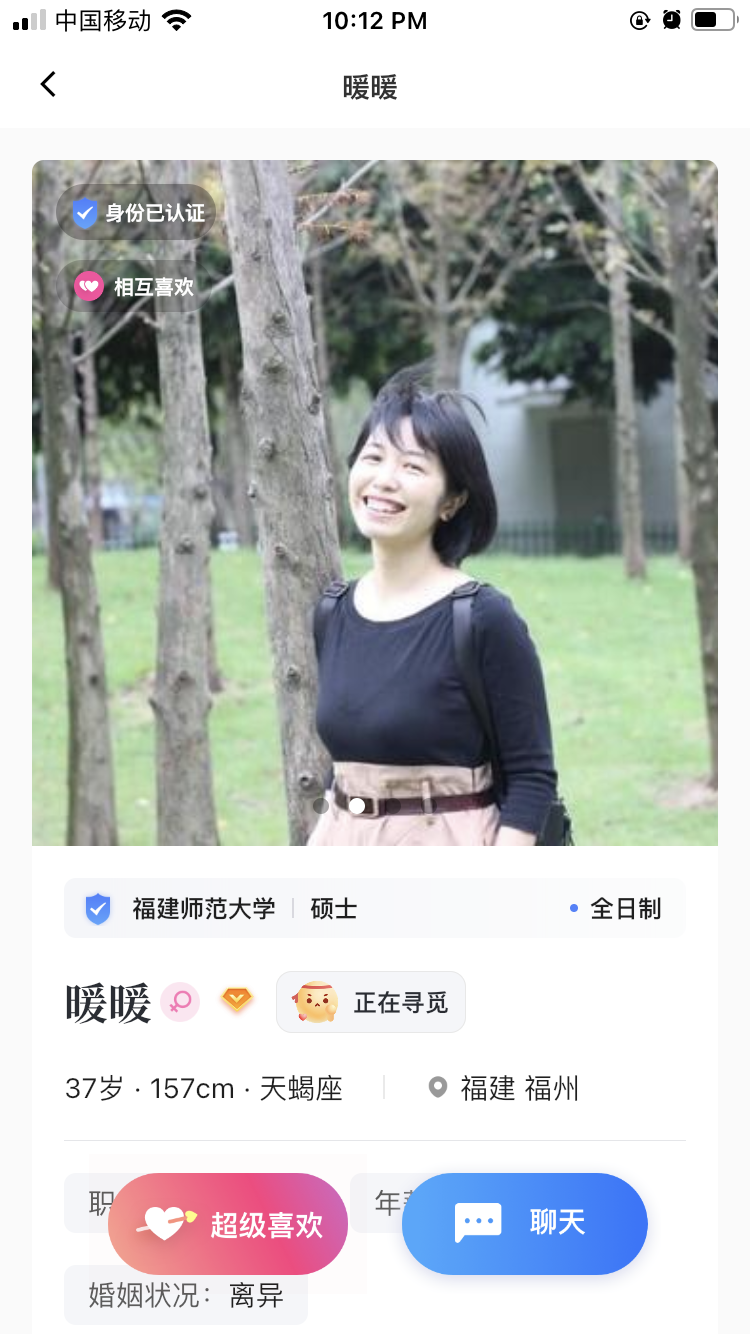 中国移动 10:12 PM
暖暖
身份已认证
相互喜欢
福建师范大学 硕士 全日制
暖暖 正在寻觅
37岁 · 157cm · 天蝎座 福建 福州
职 年
超级喜欢 聊天
婚姻状况： 离异